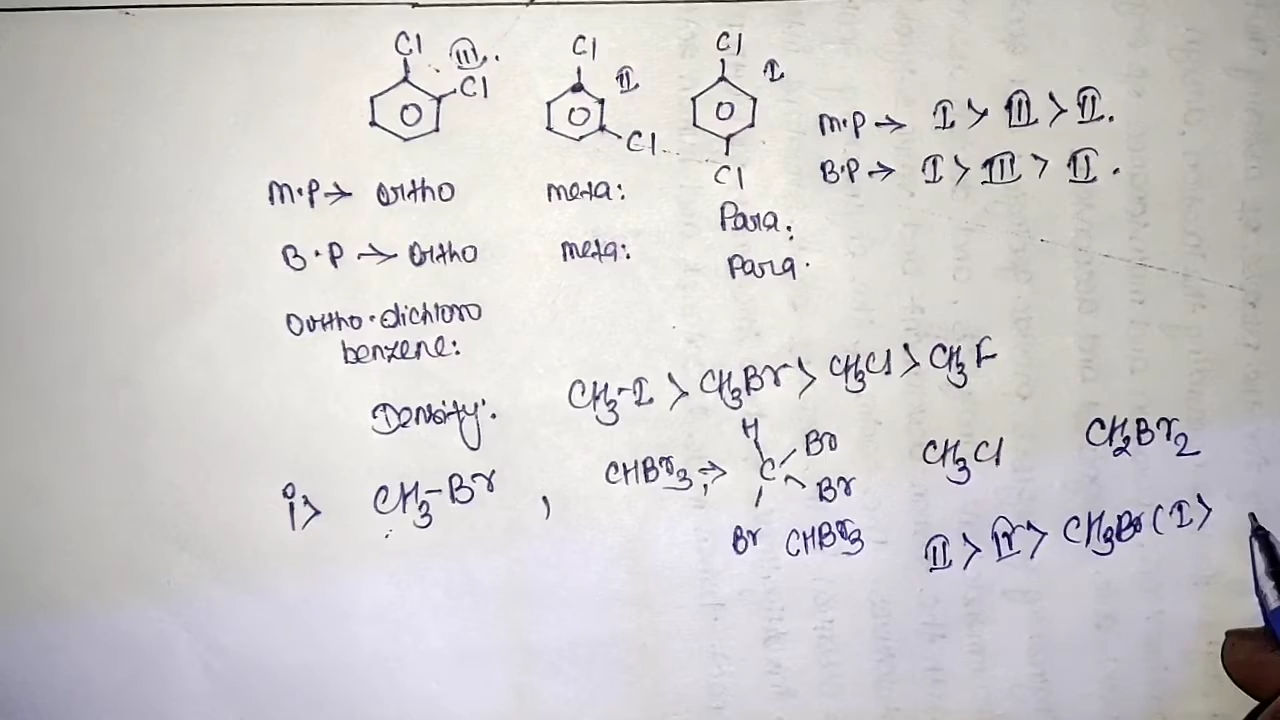 Cl III. Cl
Cl II Cl
Cl I Cl
M.P → I > III > II.
B.P → I > III > II.
M.P → Ortho meta: Para:
B.P → Ortho meta: Para.
Ortho-dichloro
benzene:
Density: CH3-I > CH3Br > CH3Cl > CH3F
i> CH3-Br , CHBr3, → H C Br Br Br CHBr3 CH3Cl CH2Br2
II > IV > CH3Br (I>